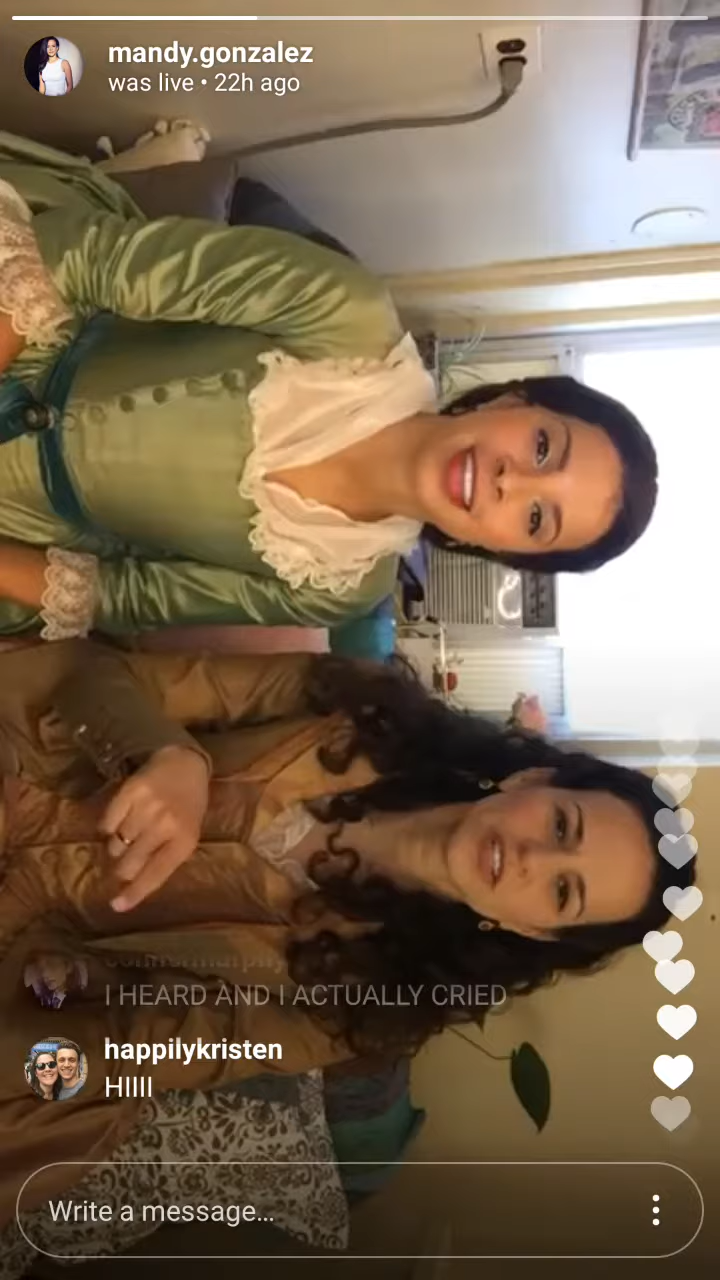 mandy.gonzalez
was live • 22h ago
I HEARD AND I ACTUALLY CRIED
happilykristen
HIIII
Write a message...